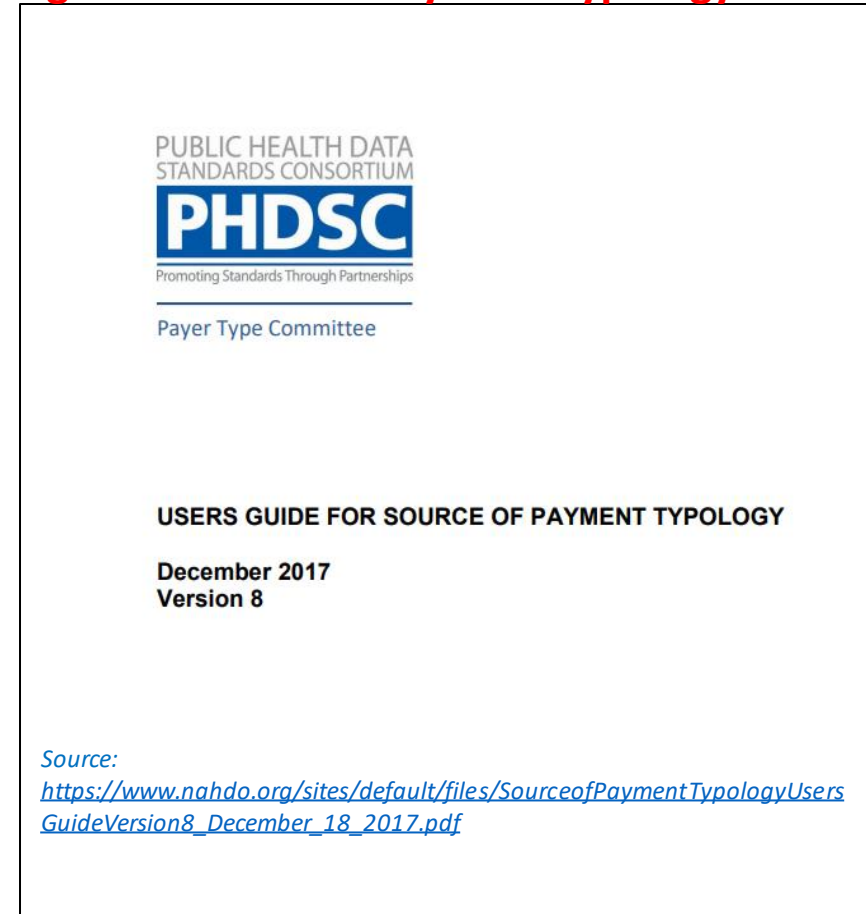 PUBLIC HEALTH DATA
STANDARDS CONSORTIUM
PHDSC
Promoting Standards Through Partnerships
Payer Type Committee
USERS GUIDE FOR SOURCE OF PAYMENT TYPOLOGY
December 2017
Version 8
Source:
https://www.nahdo.org/sites/default/files/SourceofPaymentTypologyUsers
GuideVersion8_December_18_2017.pdf